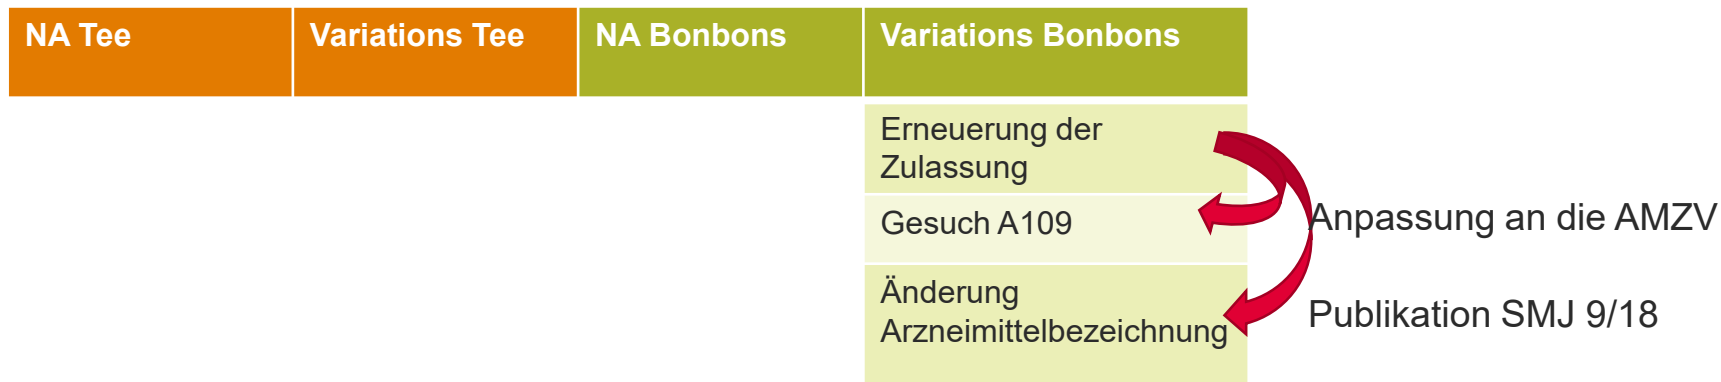 NA Tee
Variations Tee
NA Bonbons
Variations Bonbons
Erneuerung der
Zulassung
Gesuch A109
Anpassung an die AMZV
Änderung
Arzneimittelbezeichnung
Publikation SMJ 9/18